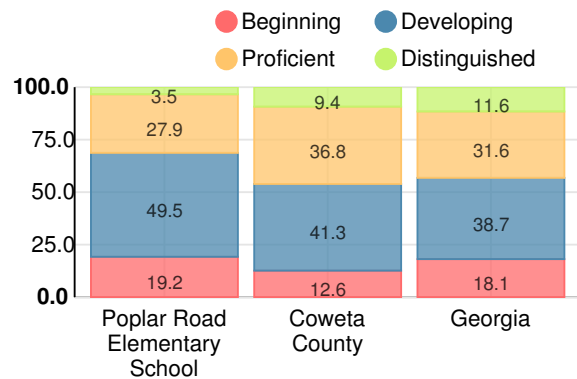 Beginning Developing
Proficient Distinguished
100.0
75.0
50.0
25.0
0.0
3.5
27.9
49.5
19.2
9.4
36.8
41.3
12.6
11.6
31.6
38.7
18.1
Poplar Road
Elementary
School
Coweta
County
Georgia